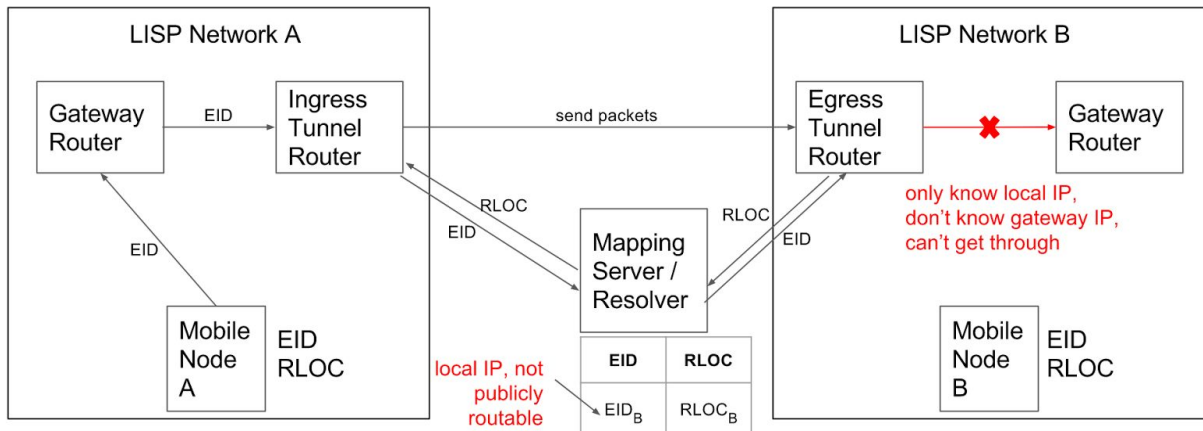 LISP Network A
LISP Network B
Gateway
Router
EID
Ingress
Tunnel
Router
send packets
Egress
Tunnel
Router
Gateway
Router
only know local IP,
don't know gateway IP,
can't get through
RLOC
EID
RLOC
EID
EID
Mapping
Server /
Resolver
Mobile
Node
A
EID
RLOC
Mobile
Node
B
EID
RLOC
local IP, not
publicly
routable
EID RLOC
EIDB RLOCB